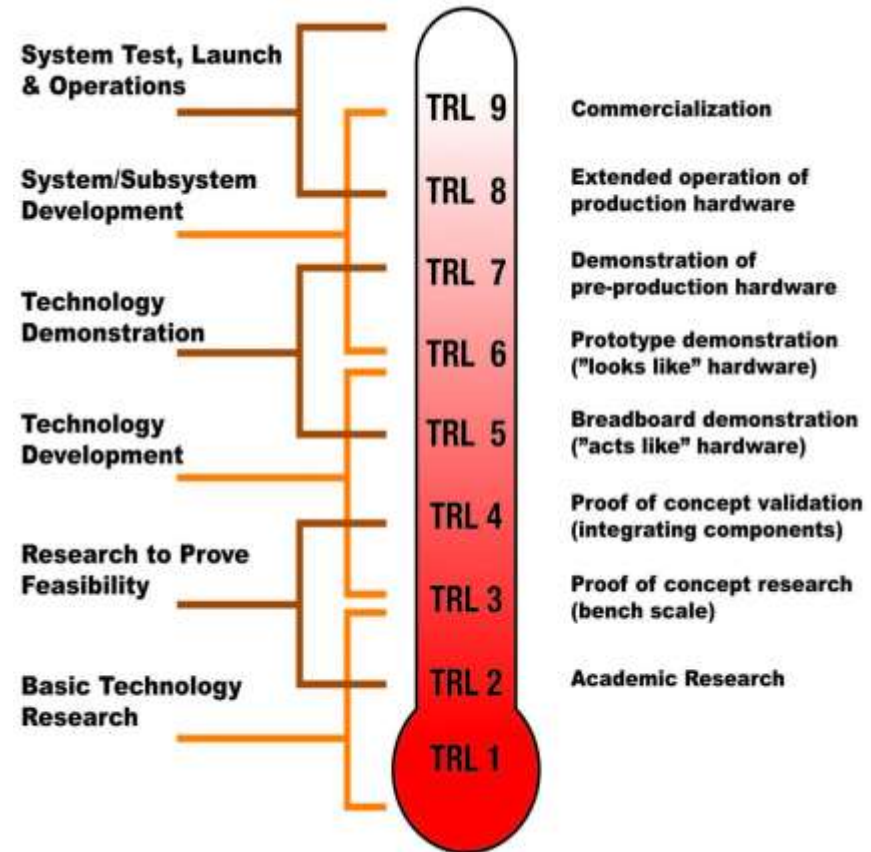 System Test, Launch
& Operations
System/Subsystem
Development
Technology
Demonstration
Technology
Development
Research to Prove
Feasibility
Basic Technology
Research
TRL 9
TRL 8
TRL 7
TRL 6
TRL 5
TRL 4
TRL 3
TRL 2
TRL 1
Commercialization
Extended operation of
production hardware
Demonstration of
pre-production hardware
Prototype demonstration
(”looks like” hardware)
Breadboard demonstration
(”acts like” hardware)
Proof of concept validation
(integrating components)
Proof of concept research
(bench scale)
Academic Research